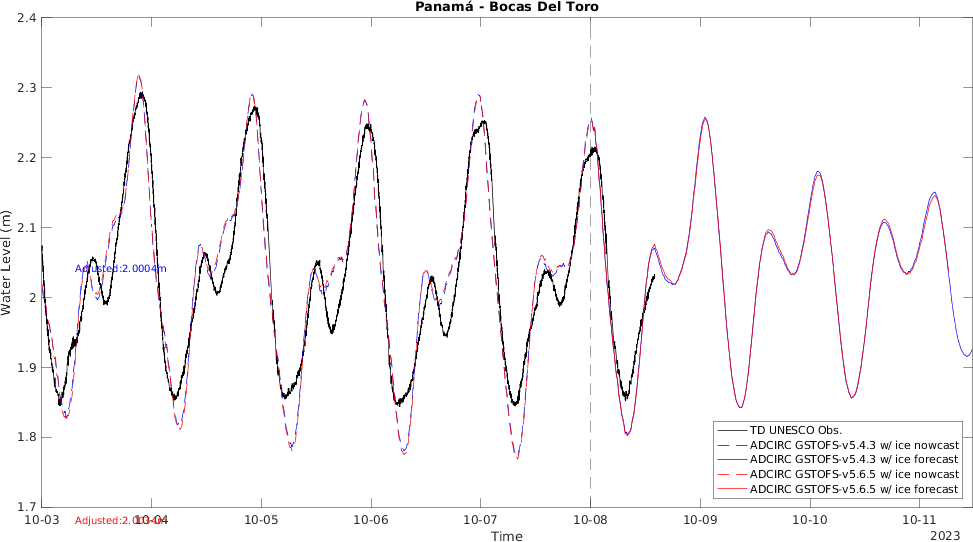 Panamá - Bocas Del Toro
2.4
2.3
2.2
2.1
2
1.9
1.8
1.7
Water Level (m)
Adjusted:2.0004m
TD UNESCO Obs.
ADCIRC GSTOFS-v5.4.3 w/ ice nowcast
ADCIRC GSTOFS-v5.4.3 w/ ice forecast
ADCIRC GSTOFS-v5.6.5 w/ ice nowcast
ADCIRC GSTOFS-v5.6.5 w/ ice forecast
10-03 10-04 10-05 10-06 10-07 10-08 10-09 10-10 10-11
Time
2023